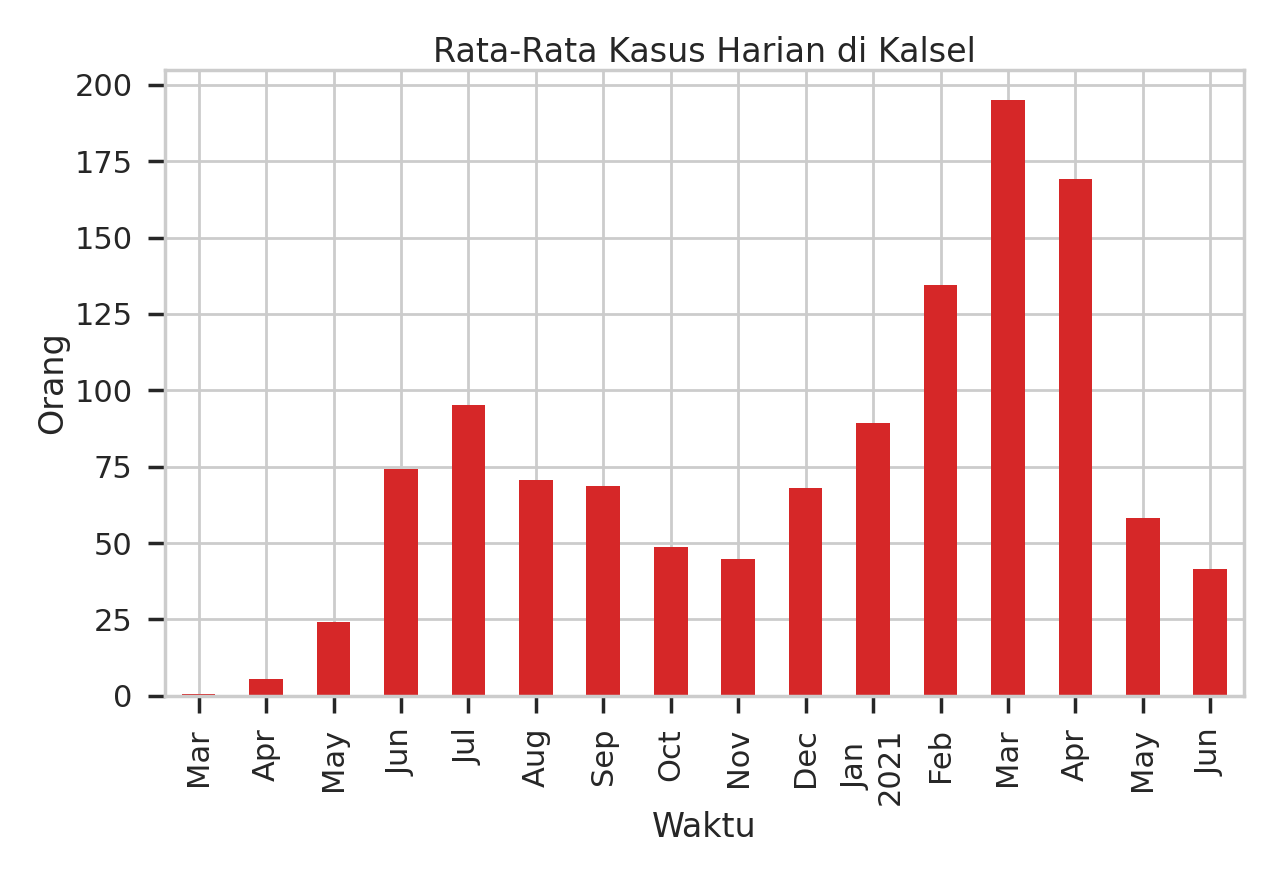 Rata-Rata Kasus Harian di Kalsel
200
175
150
125
100
75
50
25
0
Orang
Mar
Apr
May
Jun
Jul
Aug
Sep
Oct
Nov
Dec
Jan
2021
Feb
Mar
Apr
May
Jun
Waktu